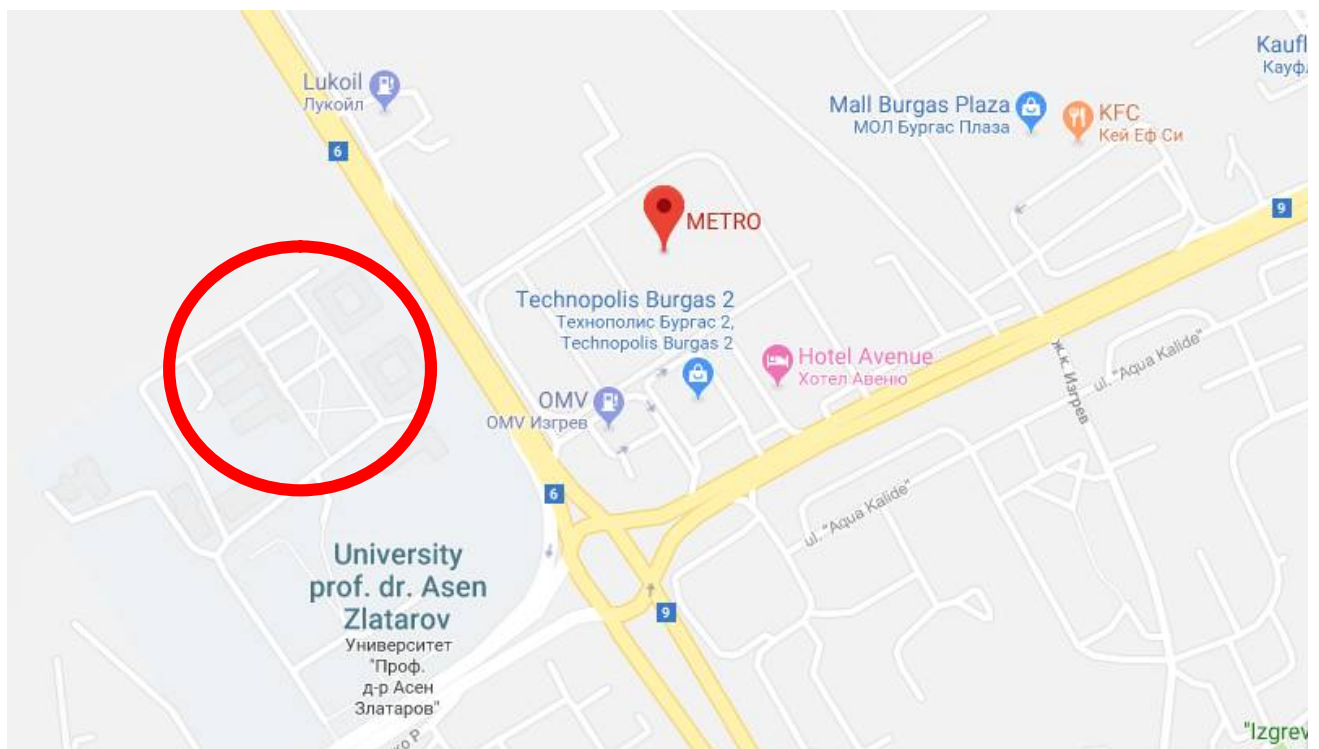 Lukoil
Лукойл
6
Mall Burgas Plaza
МОЛ Бургас Плаза
KFC
Кей Еф Си
9
METRO
Technopolis Burgas 2
Технополис Бургас 2,
Technopolis Burgas 2
Hotel Avenue
Хотел Авеню
OMV
OMV Изгрев
ж.к. Изгрев
ul. "Aqua Kalide"
6
ul. "Aqua Kalide"
University
prof. dr. Asen
Zlatarov
Университет
"Проф.
д-р Асен
Златаров"
9
"Izgrev